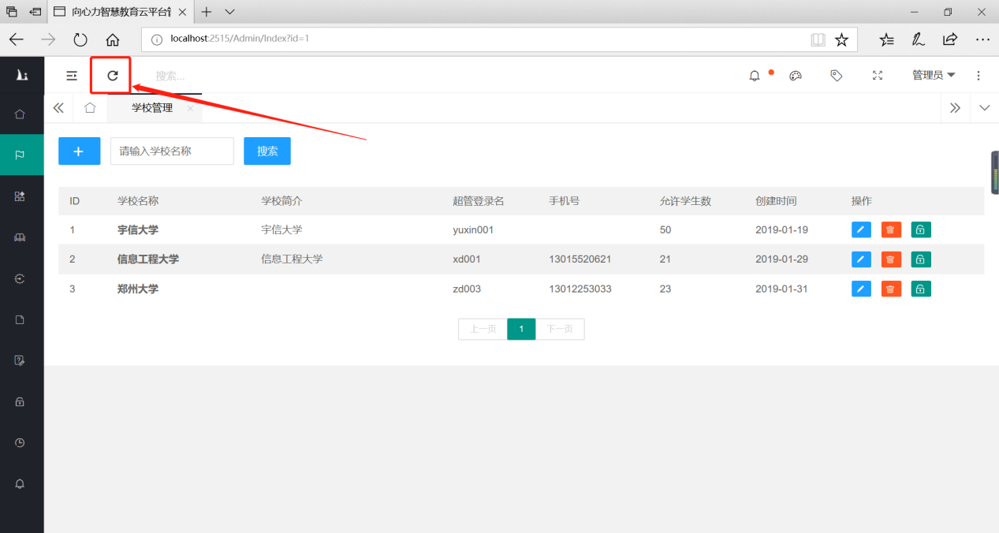 向心力智慧教育云平台管
localhost:2515/Admin/Index?id=1
搜索...
管理员
学校管理
请输入学校名称
搜索
ID 学校名称 学校简介 超管登录名 手机号 允许学生数 创建时间 操作
1 宇信大学 宇信大学 yuxin001 50 2019-01-19
2 信息工程大学 信息工程大学 xd001 13015520621 21 2019-01-29
3 郑州大学 zd003 13012253033 23 2019-01-31
上一页 1 下一页